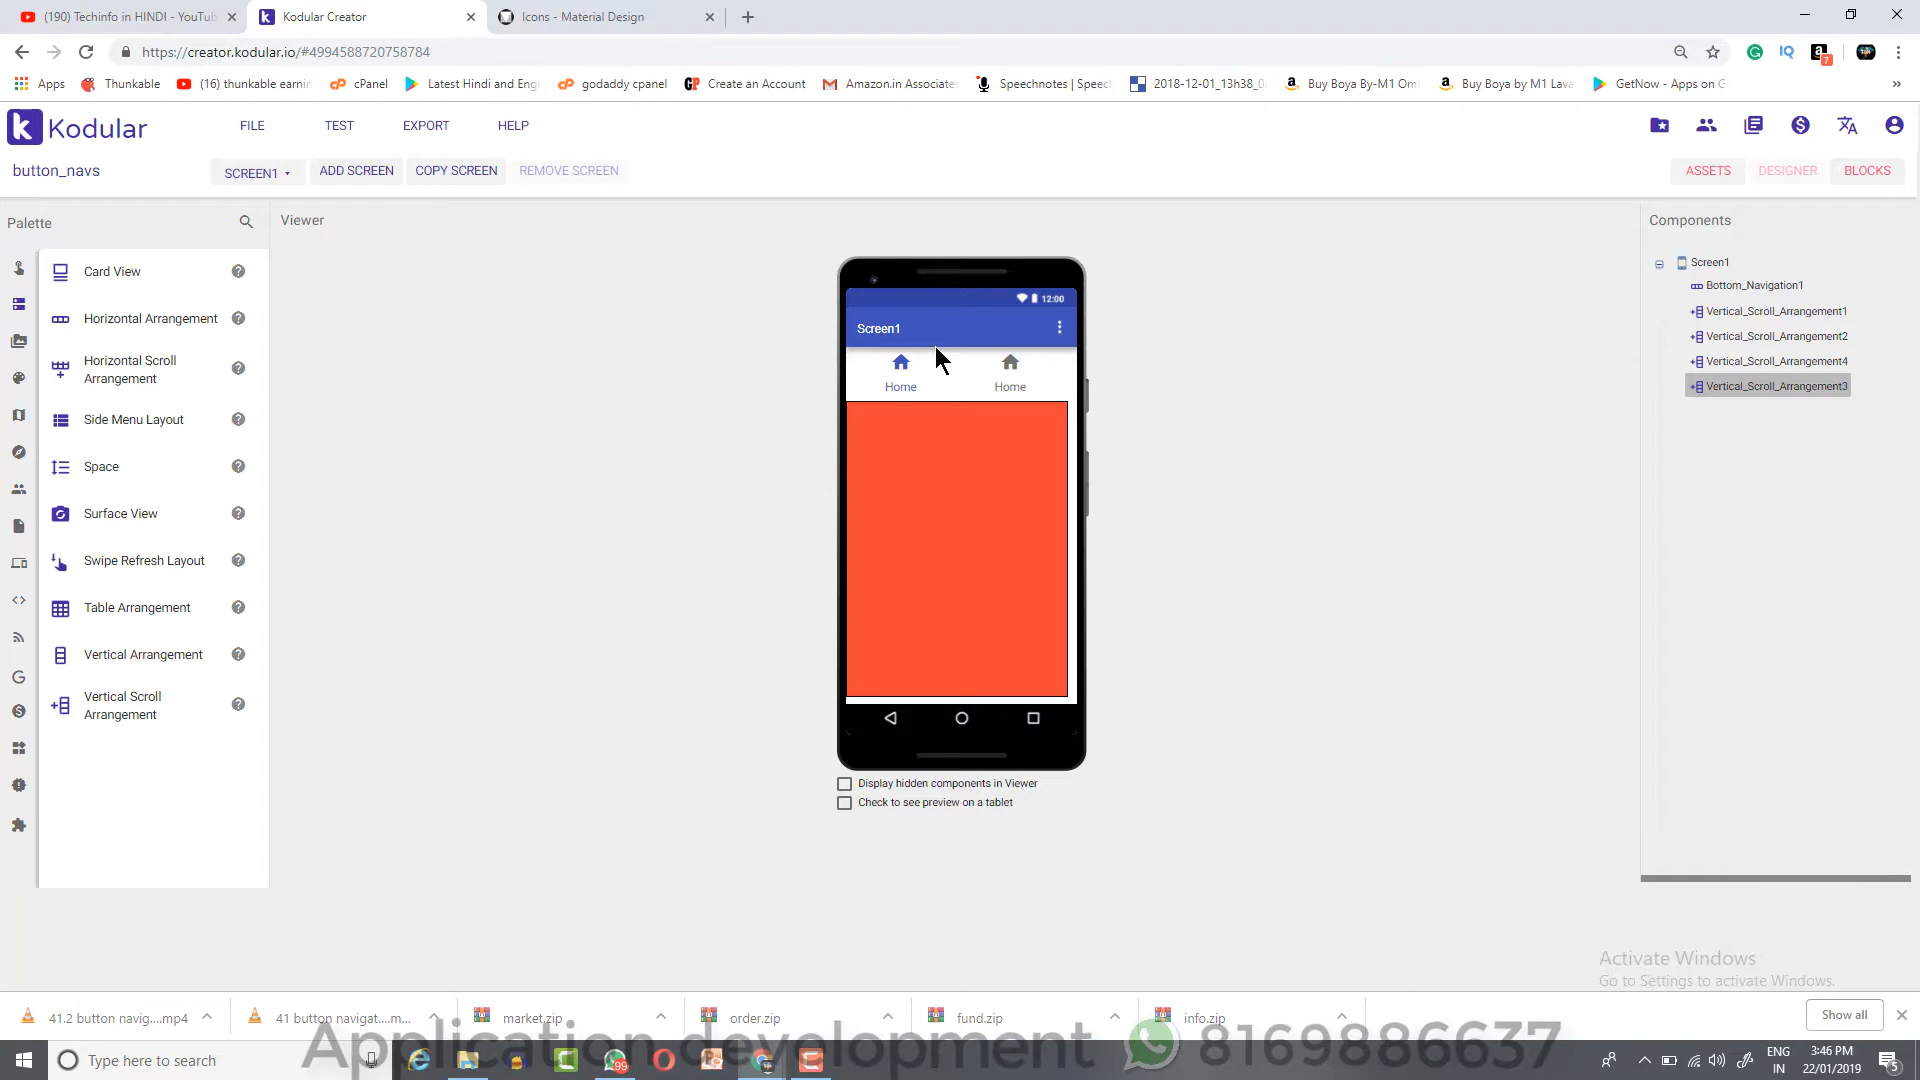 (190) Techinfo in HINDI - YouTub
Kodular Creator
Icons - Material Design
https://creator.kodular.io/#4994588720758784
Apps
Thunkable
(16) thunkable earnin
cPanel
Latest Hindi and Eng
godaddy cpanel
Create an Account
Amazon.in Associates
Speechnotes | Speec
2018-12-01_13h38_0
Buy Boya By-M1 Om
Buy Boya by M1 Lava
GetNow - Apps on G
7
Kodular
FILE
TEST
EXPORT
HELP
button_navs
SCREEN1
ADD SCREEN
COPY SCREEN
REMOVE SCREEN
ASSETS
DESIGNER
BLOCKS
Palette
Viewer
Components
Card View
Horizontal Arrangement
Horizontal Scroll
Arrangement
Side Menu Layout
Space
Surface View
Swipe Refresh Layout
Table Arrangement
Vertical Arrangement
Vertical Scroll
Arrangement
12:00
Screen1
Home
Home
Display hidden components in Viewer
Check to see preview on a tablet
Screen1
Bottom_Navigation1
Vertical_Scroll_Arrangement1
Vertical_Scroll_Arrangement2
Vertical_Scroll_Arrangement4
Vertical_Scroll_Arrangement3
Activate Windows
Go to Settings to activate Windows.
41.2 button navig....mp4
41 button navigat....m...
market.zip
order.zip
fund.zip
info.zip
Show all
Application development 8169886637
Type here to search
99
ENG
IN
3:46 PM
22/01/2019
5